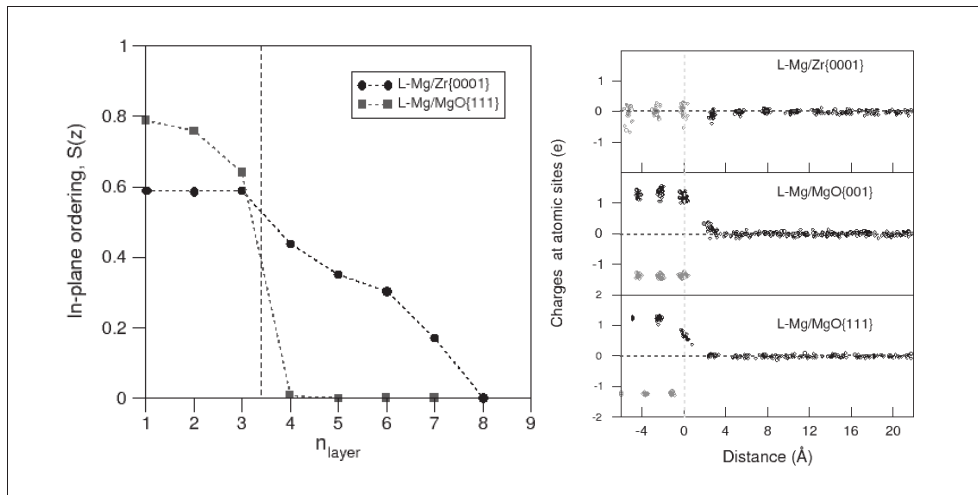 1
0.8
0.6
0.4
0.2
0
In-plane ordering, S(z)
L-Mg/Zr{0001}
L-Mg/MgO{111}
1 2 3 4 5 6 7 8 9
n_layer
L-Mg/Zr{0001}
1
0
-1
L-Mg/MgO{001}
1
0
-1
2
L-Mg/MgO{111}
1
0
-1
-2
Charges at atomic sites (e)
-4 0 4 8 12 16 20
Distance (Å)